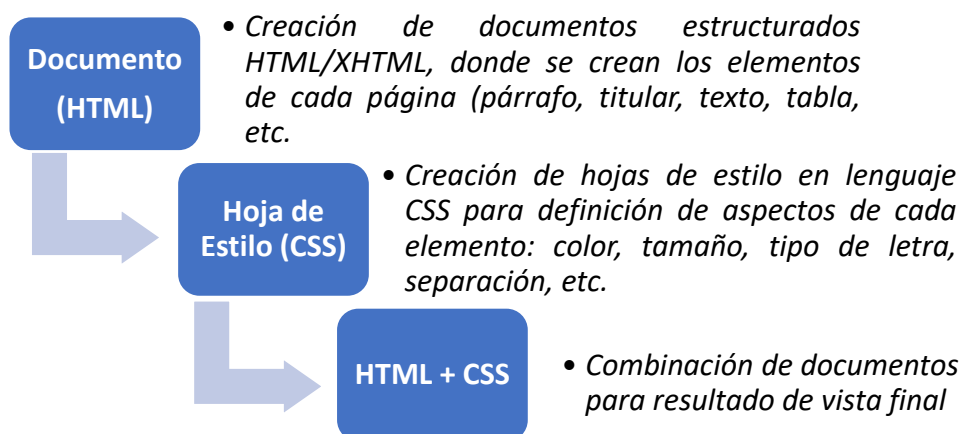 Documento
(HTML)
• Creación de documentos estructurados
HTML/XHTML, donde se crean los elementos
de cada página (párrafo, titular, texto, tabla,
etc.
Hoja de
Estilo (CSS)
• Creación de hojas de estilo en lenguaje
CSS para definición de aspectos de cada
elemento: color, tamaño, tipo de letra,
separación, etc.
HTML + CSS
• Combinación de documentos
para resultado de vista final